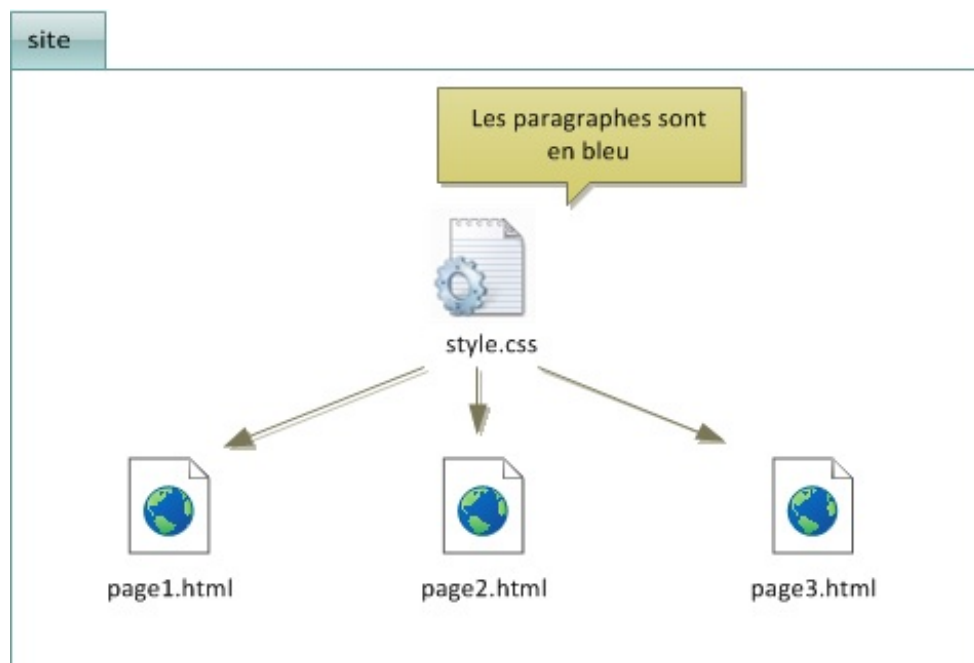 site
Les paragraphes sont
en bleu
style.css
page1.html
page2.html
page3.html